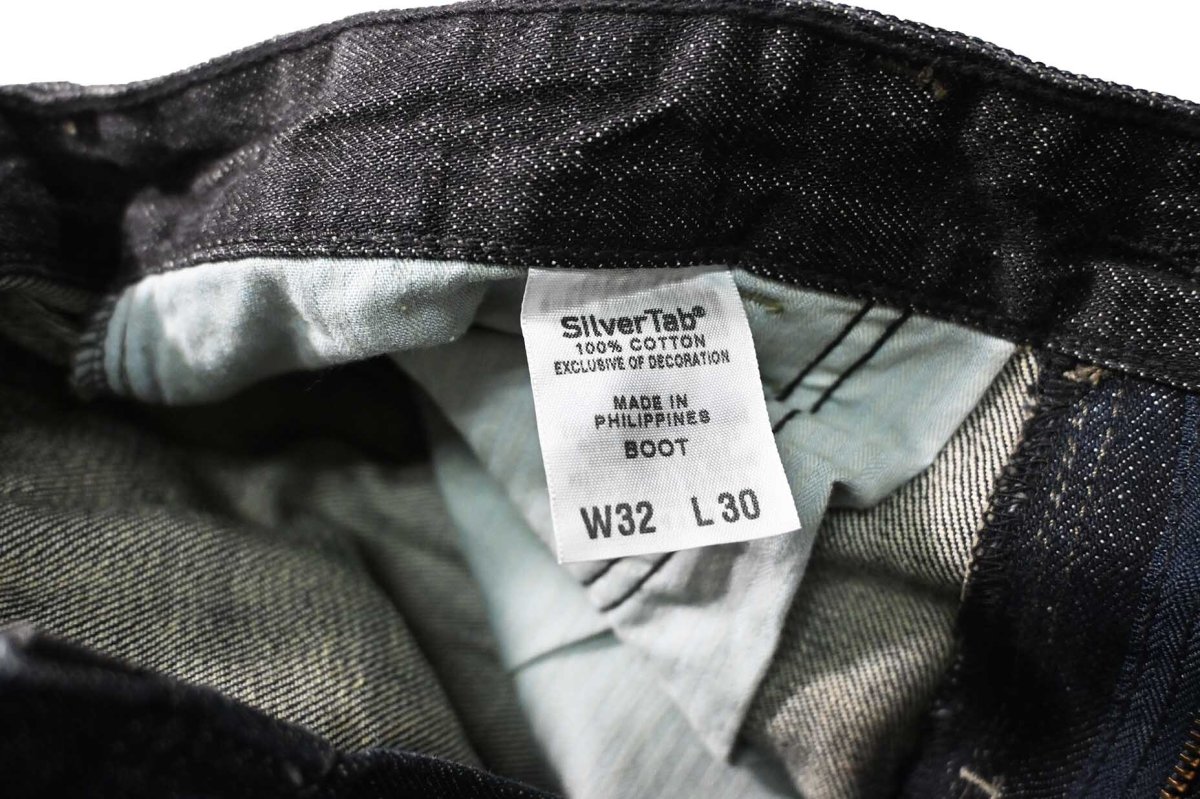 SilverTab®
100% COTTON
EXCLUSIVE OF DECORATION
MADE IN
PHILIPPINES
BOOT
W32 L30